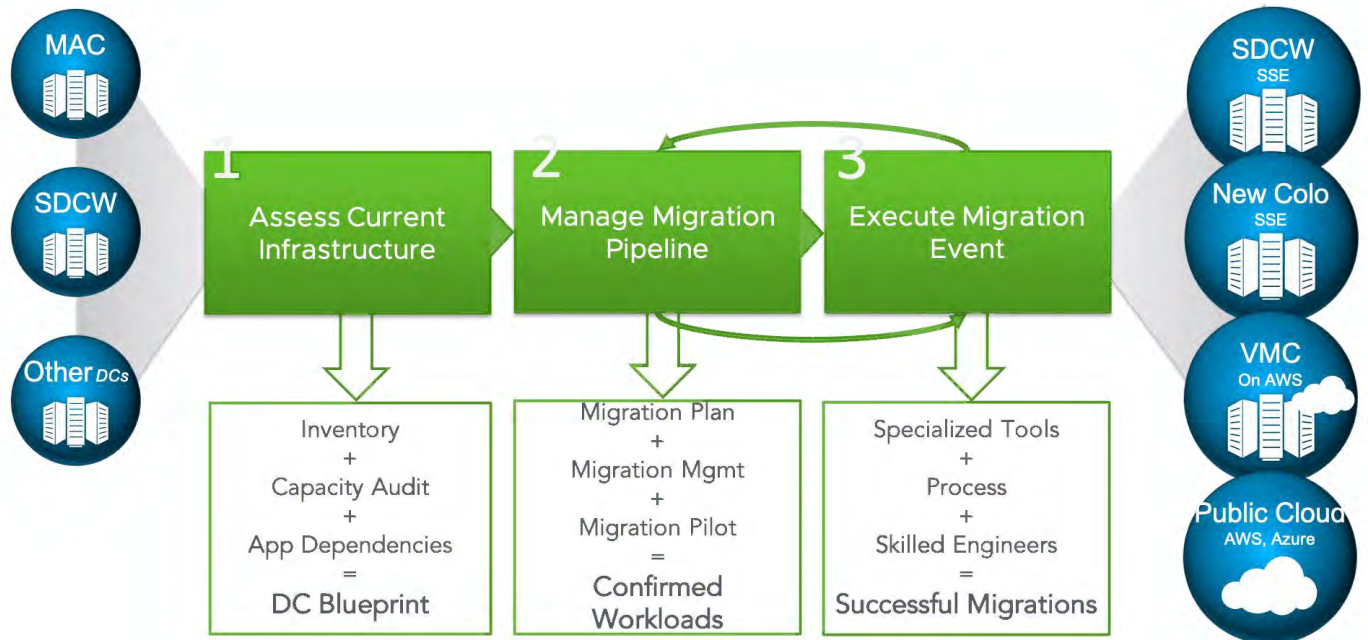 MAC
SDCW
Other DCs
1
Assess Current
Infrastructure
2
Manage Migration
Pipeline
3
Execute Migration
Event
Inventory
+
Capacity Audit
+
App Dependencies
=
DC Blueprint
Migration Plan
+
Migration Mgmt
+
Migration Pilot
=
Confirmed
Workloads
Specialized Tools
+
Process
+
Skilled Engineers
=
Successful Migrations
SDCW
SSE
New Colo
SSE
VMC
On AWS
Public Cloud
AWS, Azure